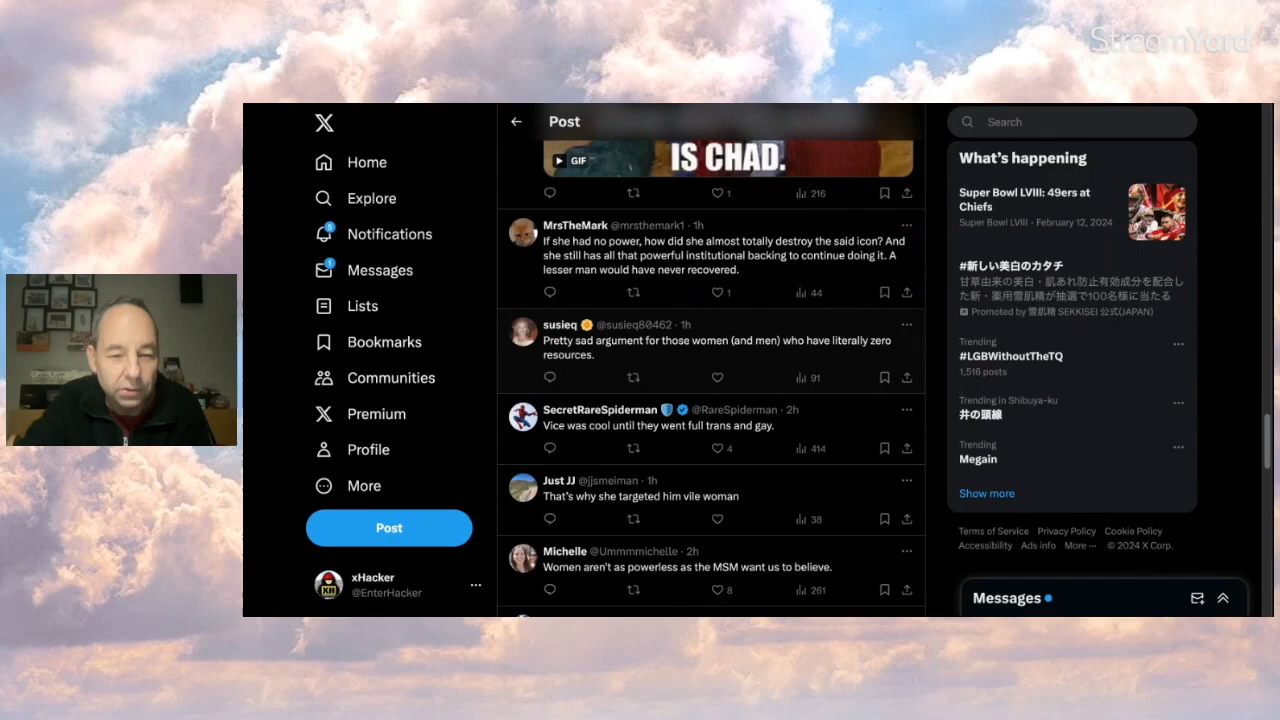 StreamYard
Post
Search
IS CHAD.
GIF
1
216
Home
Explore
5
Notifications
1
Messages
Lists
Bookmarks
Communities
Premium
Profile
More
Post
xHacker
@EnterHacker
MrsTheMark @mrsthemark1 · 1h
If she had no power, how did she almost totally destroy the said icon? And
she still has all that powerful institutional backing to continue doing it. A
lesser man would have never recovered.
1
44
susieq @susieq80462 · 1h
Pretty sad argument for those women (and men) who have literally zero
resources.
91
SecretRareSpiderman @RareSpiderman · 2h
Vice was cool until they went full trans and gay.
4
414
Just JJ @jjsmeiman · 1h
That's why she targeted him vile woman
38
Michelle @Ummmmichelle · 2h
Women aren't as powerless as the MSM want us to believe.
8
261
What's happening
Super Bowl LVIII: 49ers at
Chiefs
Super Bowl LVIII · February 12, 2024
#新しい美白のカタチ
甘草由来の美白・肌あれ防止有効成分を配合し
た新・薬用雪肌精が抽選で100名様に当たる
Promoted by 雪肌精 SEKKISEI 公式(JAPAN)
Trending
#LGBWithoutTheTQ
1,516 posts
Trending in Shibuya-ku
井の頭線
Trending
Megain
Show more
Terms of Service Privacy Policy Cookie Policy
Accessibility Ads info More ··· © 2024 X Corp.
Messages